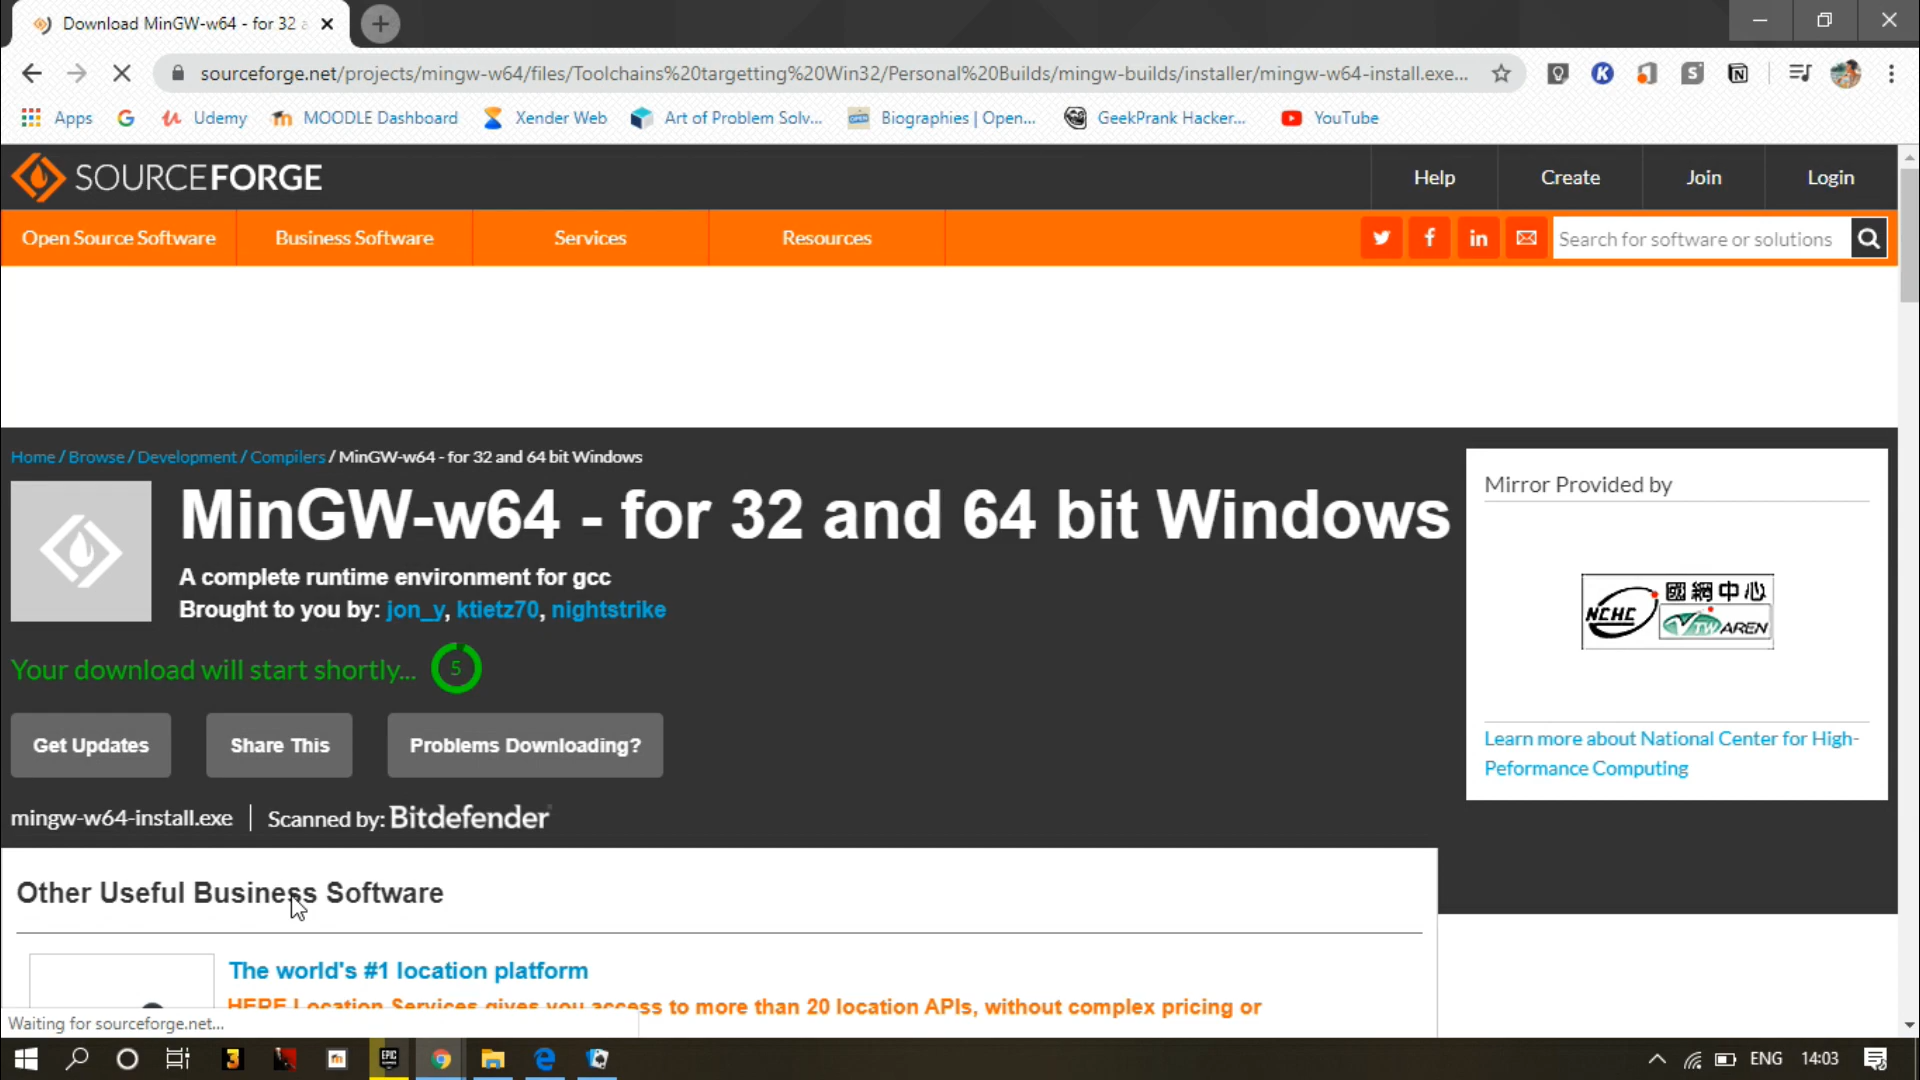 Download MinGW-w64 - for 32
sourceforge.net/projects/mingw-w64/files/Toolchains%20targetting%20Win32/Personal%20Builds/mingw-builds/installer/mingw-w64-install.exe...
Apps
Udemy
MOODLE Dashboard
Xender Web
Art of Problem Solv...
Biographies | Open...
GeekPrank Hacker...
YouTube
SOURCEFORGE
Help
Create
Join
Login
Open Source Software
Business Software
Services
Resources
Search for software or solutions
Home / Browse / Development / Compilers / MinGW-w64 - for 32 and 64 bit Windows
MinGW-w64 - for 32 and 64 bit Windows
A complete runtime environment for gcc
Brought to you by: jon_y, ktietz70, nightstrike
Your download will start shortly... 5
Get Updates
Share This
Problems Downloading?
mingw-w64-install.exe | Scanned by: Bitdefender
Mirror Provided by
NCHC 國網中心
TWAREN
Learn more about National Center for High-
Peformance Computing
Other Useful Business Software
The world's #1 location platform
HERE Location Services gives you access to more than 20 location APIs, without complex pricing or
Waiting for sourceforge.net...
EPIC
ENG
14:03